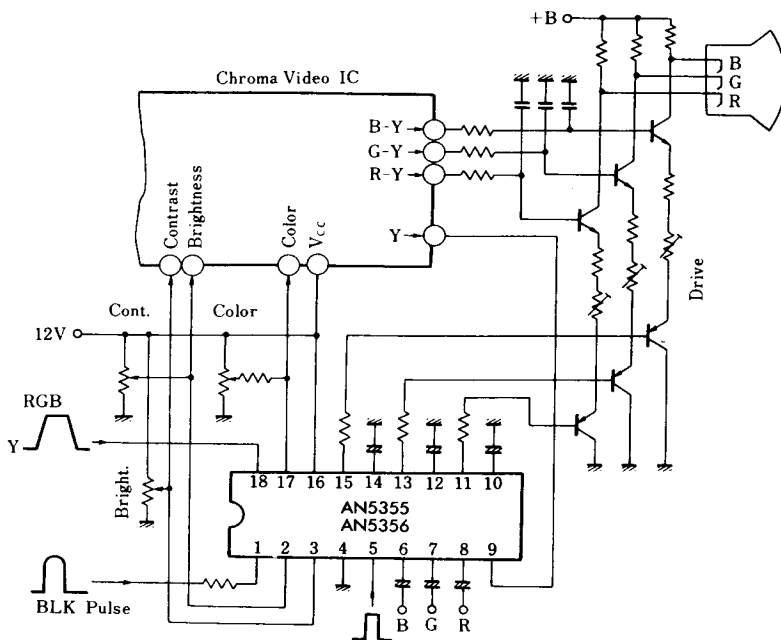 +B
Chroma Video IC
B
G
R
B-Y
G-Y
R-Y
Y
Contrast
Brightness
Color
Vcc
Drive
Cont.
Color
12V
RGB
Y
Bright.
18 17 16 15 14 13 12 11 10
AN5355
AN5356
1 2 3 4 5 6 7 8 9
BLK Pulse
B G R